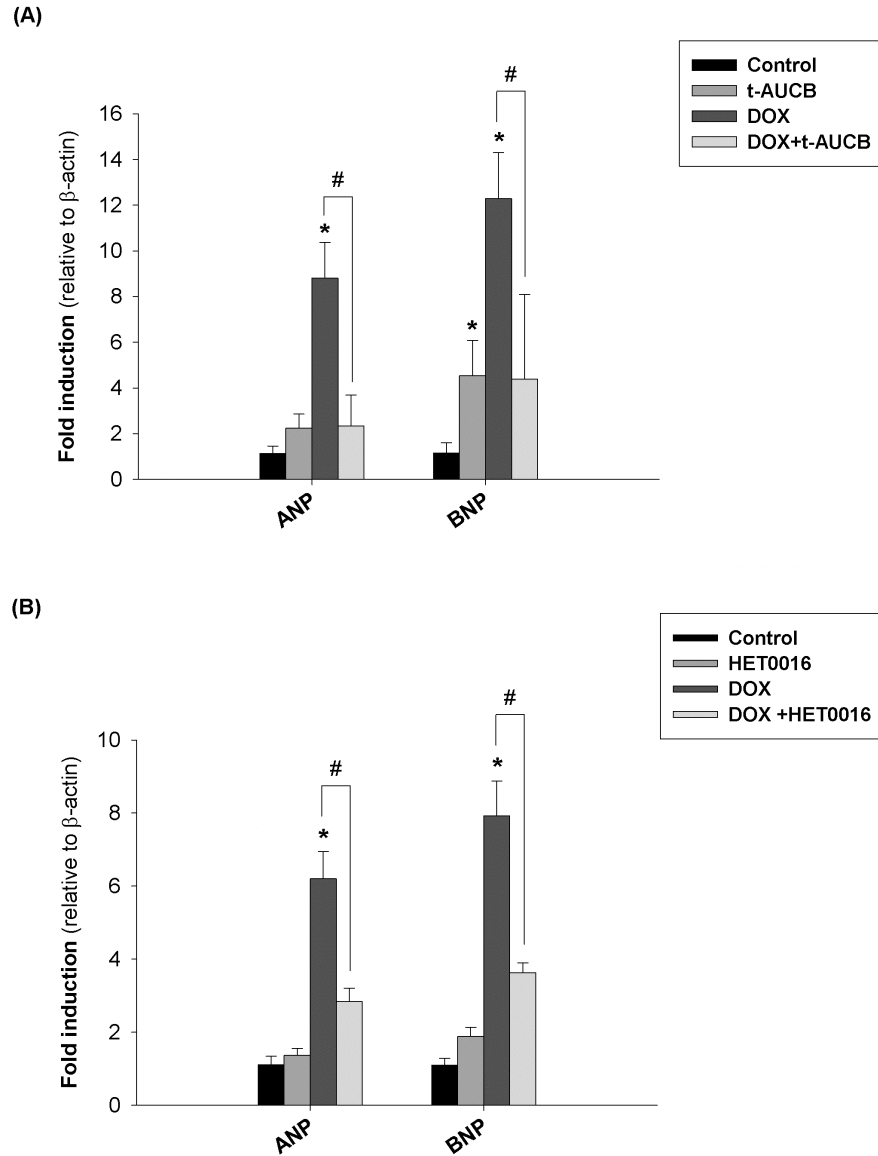 (A)
Control
t-AUCB
DOX
DOX+t-AUCB
Fold induction (relative to β-actin)
16
14
12
10
8
6
4
2
0
#
*
#
*
*
ANP
BNP
(B)
Control
HET0016
DOX
DOX +HET0016
Fold induction (relative to β-actin)
10
8
6
4
2
0
#
*
#
*
ANP
BNP